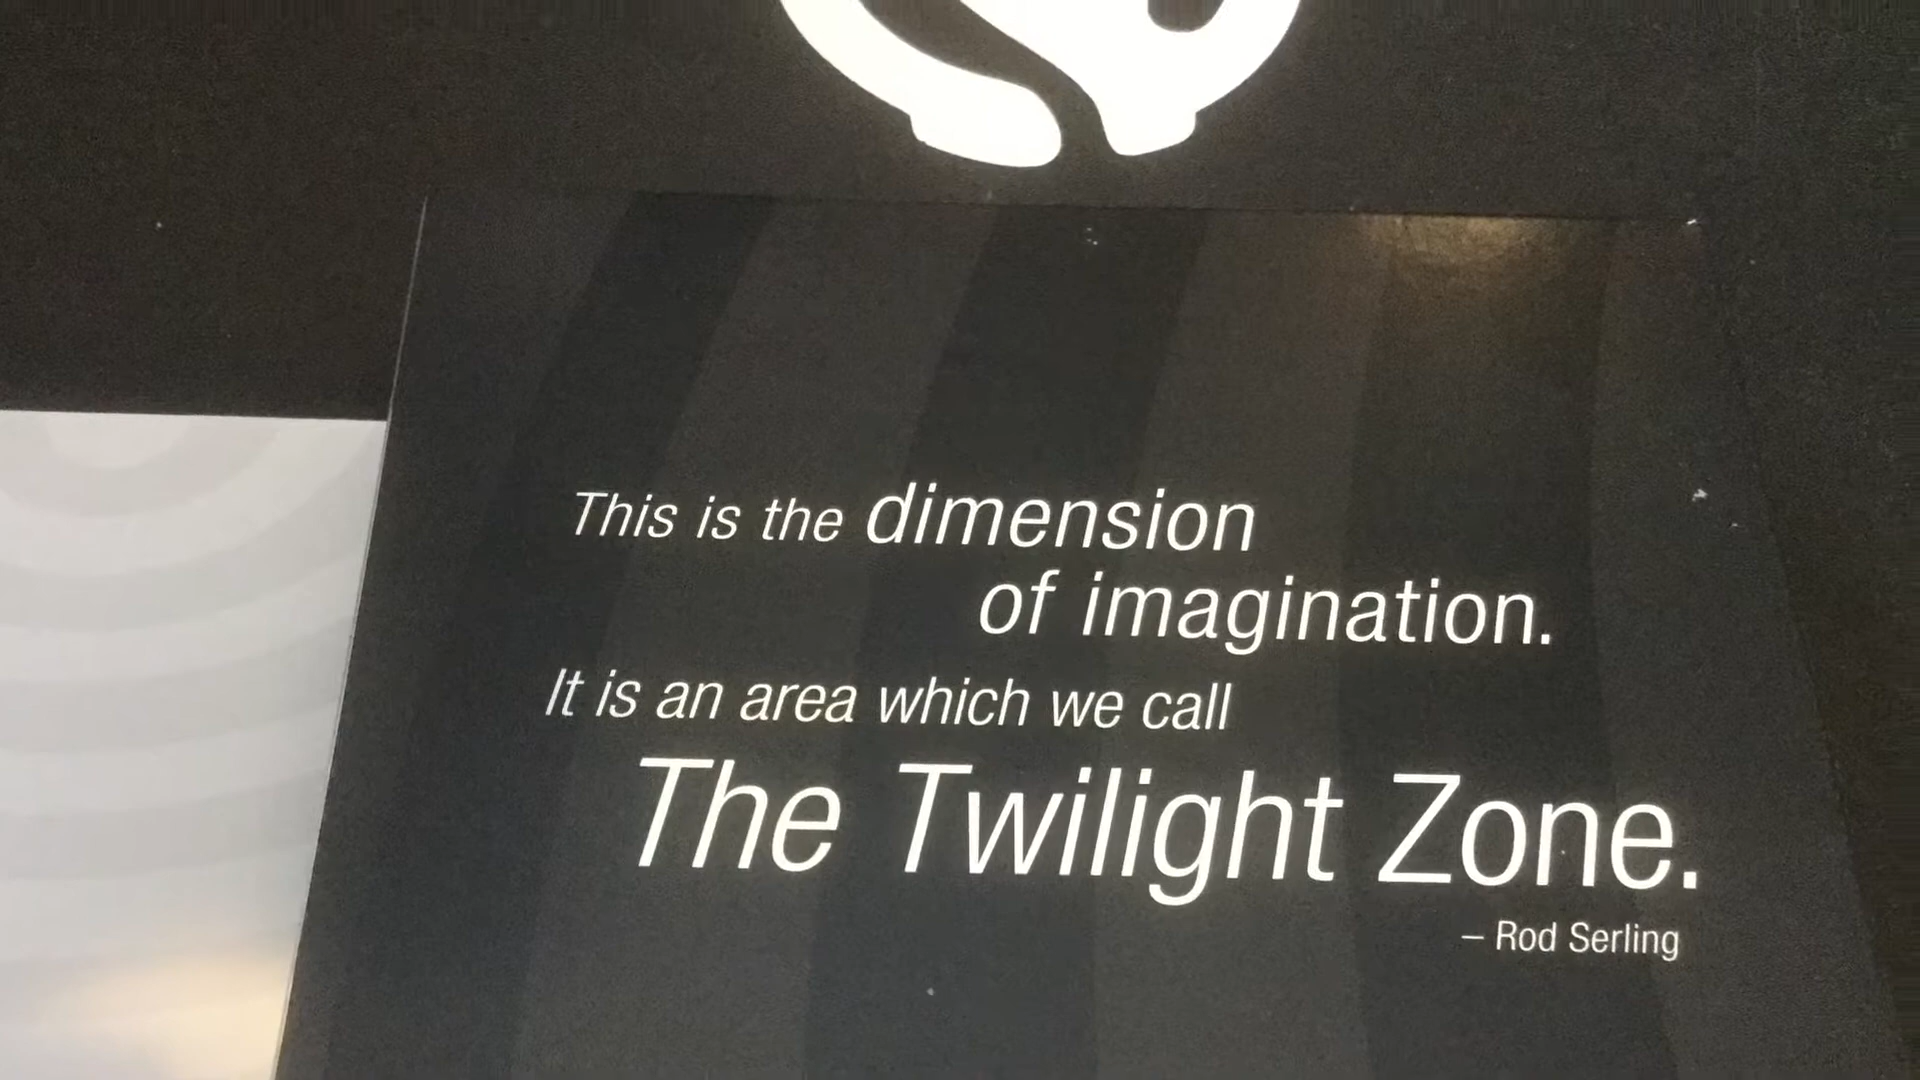 This is the dimension
of imagination.
It is an area which we call
The Twilight Zone.
– Rod Serling